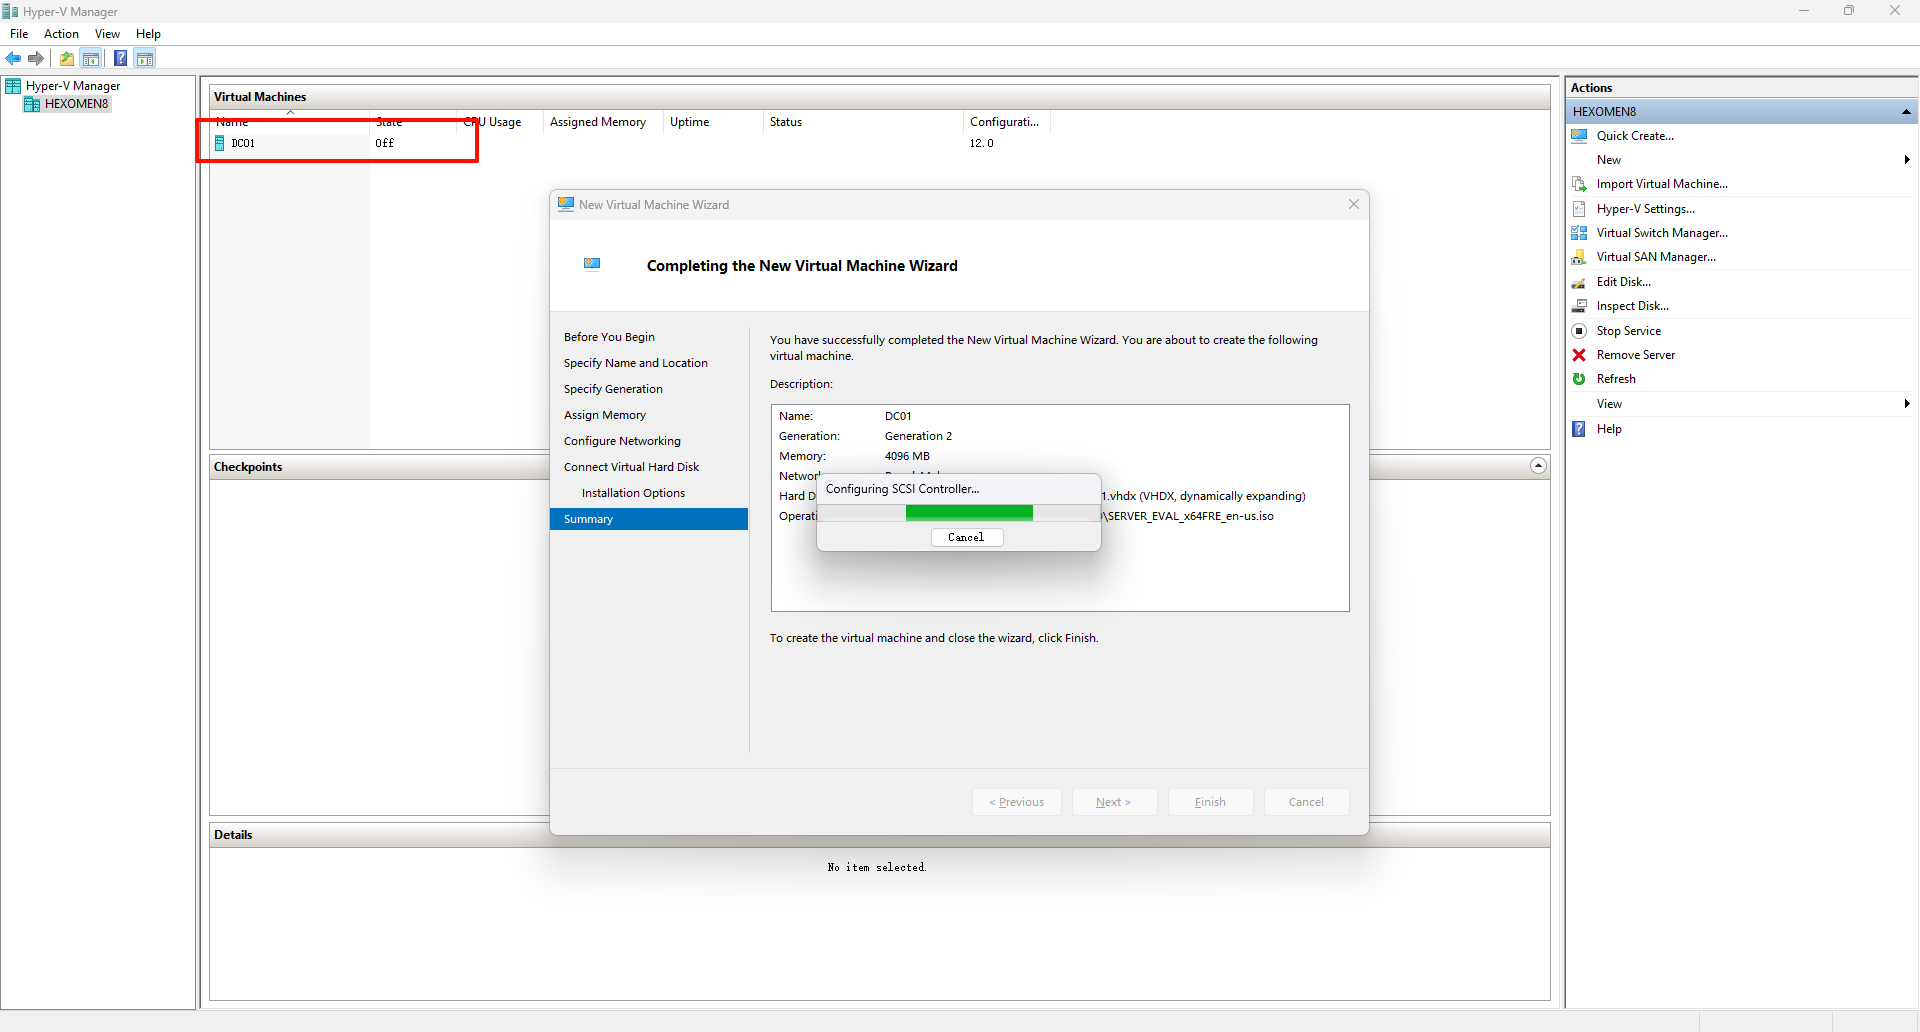 Hyper-V Manager
File Action View Help
Hyper-V Manager
HEXOMEN8
Virtual Machines
Name State CPU Usage Assigned Memory Uptime Status Configurati...
DC01 Off 12.0
New Virtual Machine Wizard
Completing the New Virtual Machine Wizard
Before You Begin
Specify Name and Location
Specify Generation
Assign Memory
Configure Networking
Connect Virtual Hard Disk
Installation Options
Summary
You have successfully completed the New Virtual Machine Wizard. You are about to create the following
virtual machine.
Description:
Name: DC01
Generation: Generation 2
Memory: 4096 MB
Networ
Hard D 1.vhdx (VHDX, dynamically expanding)
Operati \SERVER_EVAL_x64FRE_en-us.iso
Configuring SCSI Controller...
Cancel
To create the virtual machine and close the wizard, click Finish.
< Previous Next > Finish Cancel
Checkpoints
Details
No item selected.
Actions
HEXOMEN8
Quick Create...
New
Import Virtual Machine...
Hyper-V Settings...
Virtual Switch Manager...
Virtual SAN Manager...
Edit Disk...
Inspect Disk...
Stop Service
Remove Server
Refresh
View
Help